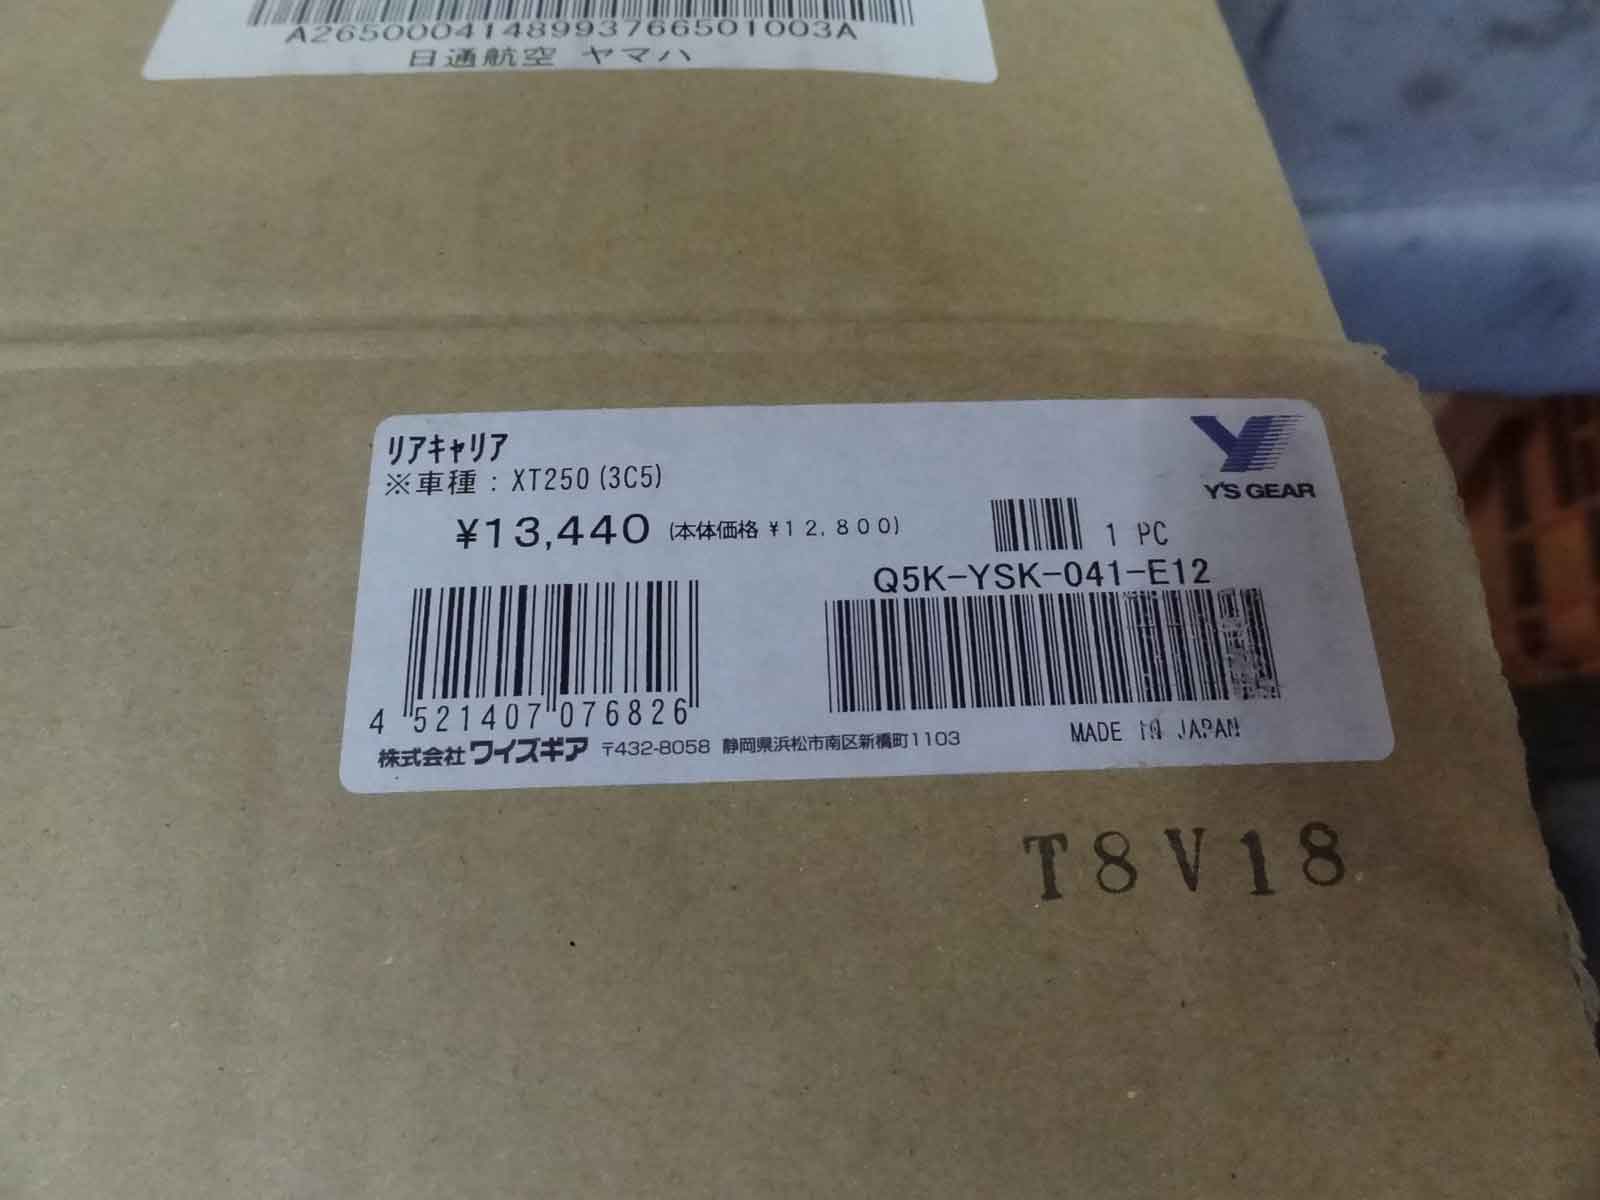 A265000414899376650 1003A
日通航空 ヤマハ
リアキャリア
※車種:XT250(3C5)
Y'S GEAR
¥13,440 (本体価格 ¥12,800)
1 PC
Q5K-YSK-041-E12
4 521407 076826
MADE IN JAPAN
株式会社 ワイズギア 〒432-8058 静岡県浜松市南区新橋町1103
T8V18